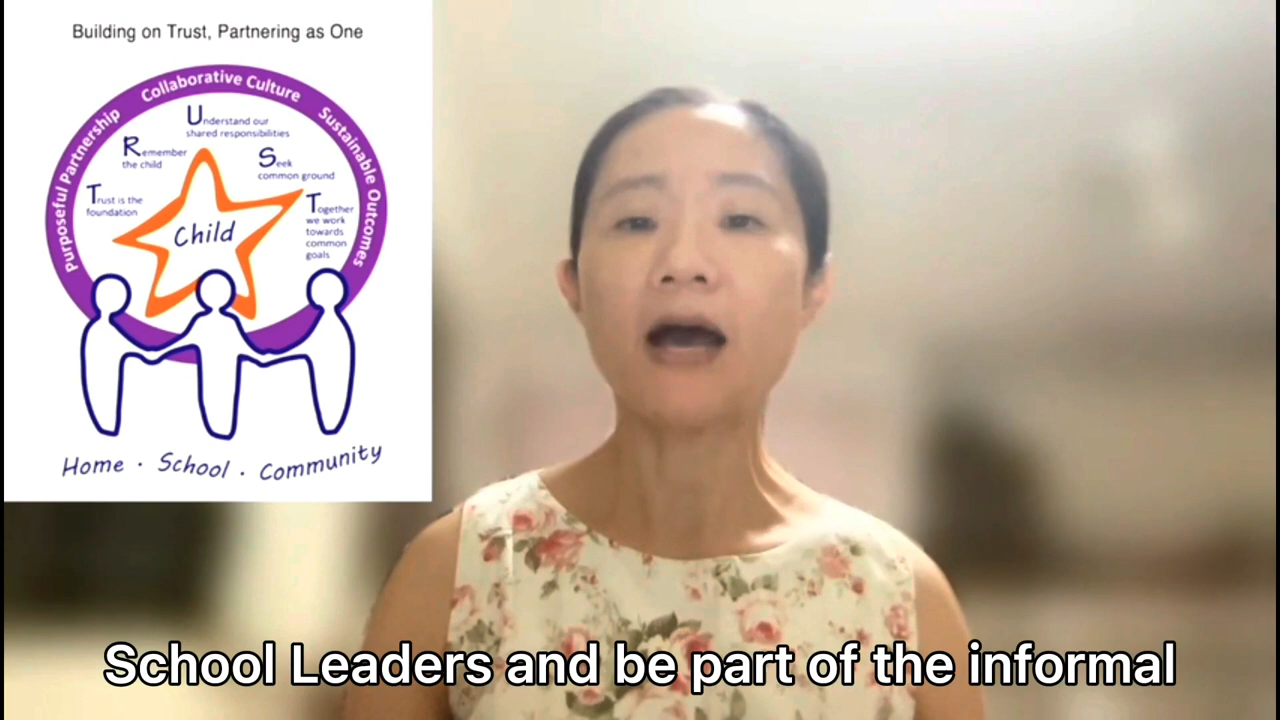 Building on Trust, Partnering as One
Purposeful Partnership
Collaborative Culture
Sustainable Outcomes
Trust is the
foundation
Remember
the child
Understand our
shared responsibilities
Seek
common ground
Together
we work
towards
common
goals
Child
Home · School · Community
School Leaders and be part of the informal